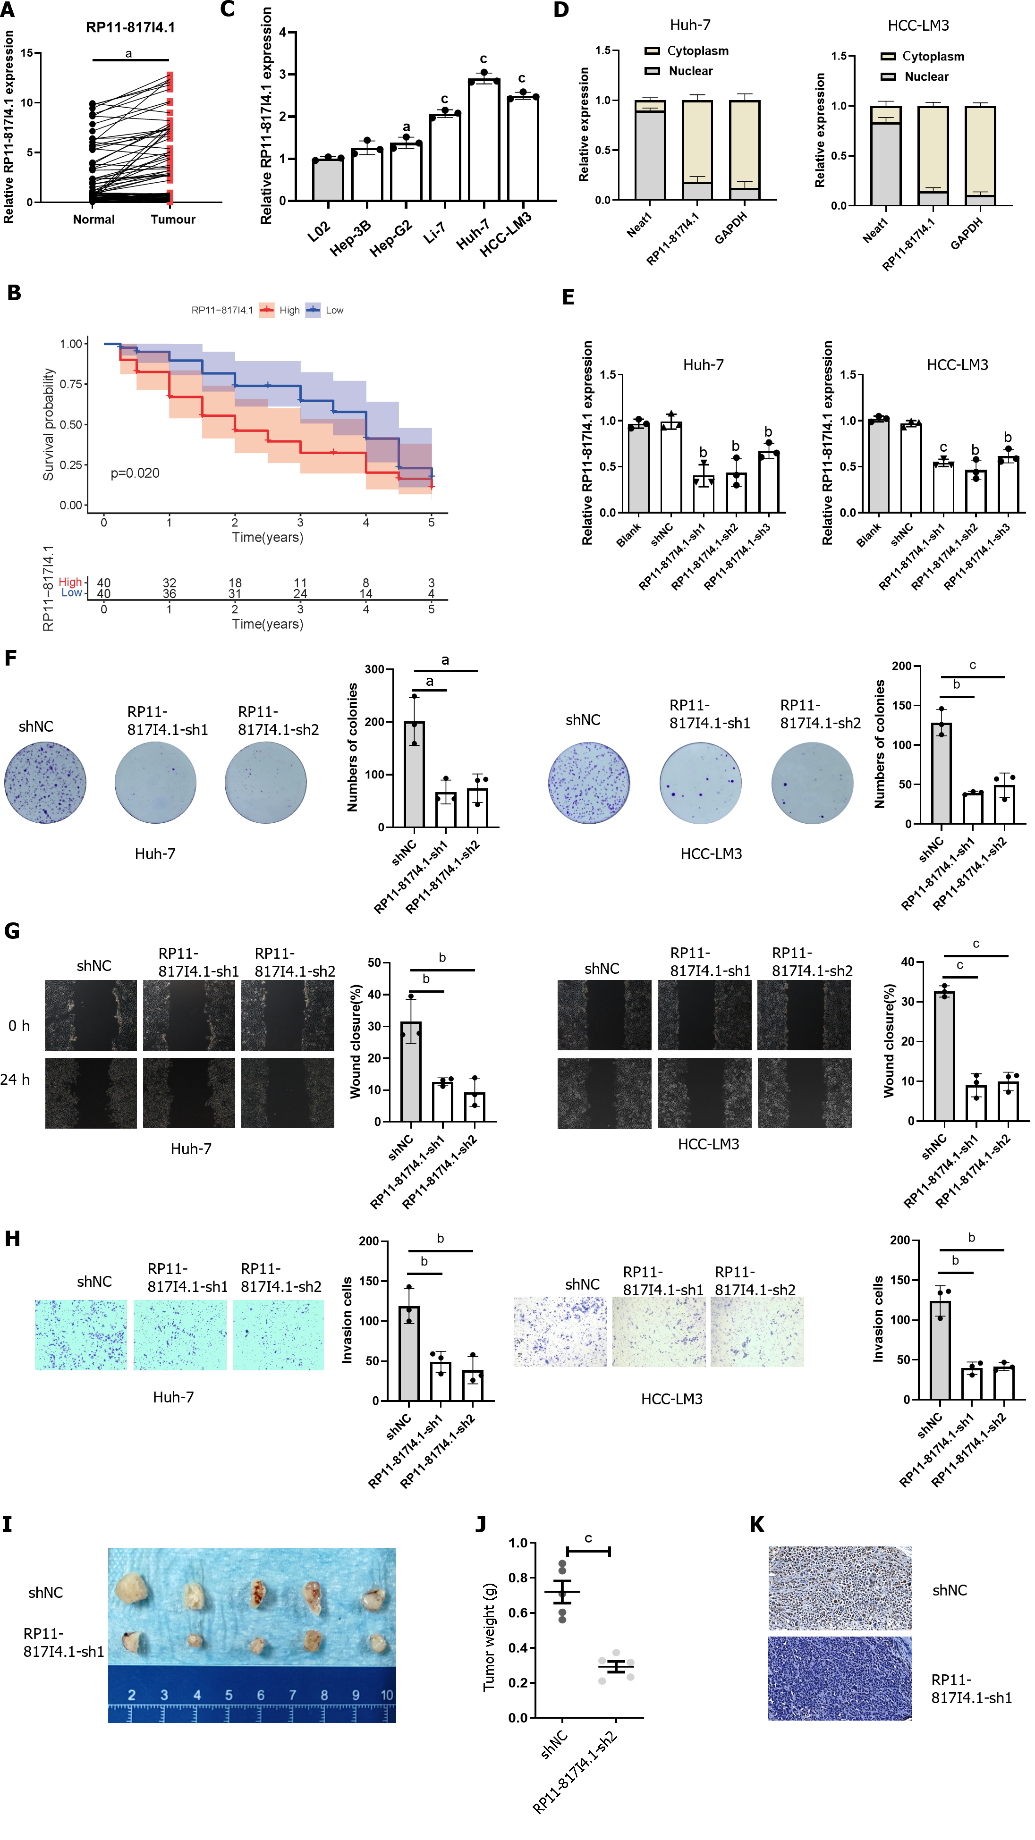 A
RP11-817I4.1
Relative RP11-817I4.1 expression
15
10
5
0
a
Normal
Tumour
C
Relative RP11-817I4.1 expression
4
3
2
1
0
a
c
c
c
L02
Hep-3B
Hep-G2
Li-7
Huh-7
HCC-LM3
D
Huh-7
Relative expression
1.5
1.0
0.5
0.0
Cytoplasm
Nuclear
Neat1
RP11-817I4.1
GAPDH
HCC-LM3
Relative expression
1.5
1.0
0.5
0.0
Cytoplasm
Nuclear
Neat1
RP11-817I4.1
GAPDH
B
RP11-817I4.1
High
Low
Survival probability
1.00
0.75
0.50
0.25
0.00
p=0.020
0 1 2 3 4 5
Time(years)
RP11-817I4.1
High 40 32 18 11 8 3
Low 40 36 31 24 14 4
0 1 2 3 4 5
Time(years)
E
Huh-7
Relative RP11-817I4.1 expression
1.5
1.0
0.5
0.0
b
b
b
Blank
shNC
RP11-817I4.1-sh1
RP11-817I4.1-sh2
RP11-817I4.1-sh3
HCC-LM3
Relative RP11-817I4.1 expression
1.5
1.0
0.5
0.0
c
b
b
Blank
shNC
RP11-817I4.1-sh1
RP11-817I4.1-sh2
RP11-817I4.1-sh3
F
shNC
RP11-
817I4.1-sh1
RP11-
817I4.1-sh2
Huh-7
Numbers of colonies
300
200
100
0
a
a
shNC
RP11-817I4.1-sh1
RP11-817I4.1-sh2
shNC
RP11-
817I4.1-sh1
RP11-
817I4.1-sh2
HCC-LM3
Numbers of colonies
200
150
100
50
0
c
b
shNC
RP11-817I4.1-sh1
RP11-817I4.1-sh2
G
shNC
RP11-
817I4.1-sh1
RP11-
817I4.1-sh2
0 h
24 h
Huh-7
Wound closure(%)
50
40
30
20
10
0
b
b
shNC
RP11-817I4.1-sh1
RP11-817I4.1-sh2
shNC
RP11-
817I4.1-sh1
RP11-
817I4.1-sh2
HCC-LM3
Wound closure(%)
40
30
20
10
0
c
c
shNC
RP11-817I4.1-sh1
RP11-817I4.1-sh2
H
shNC
RP11-
817I4.1-sh1
RP11-
817I4.1-sh2
Huh-7
Invasion cells
200
150
100
50
0
b
b
shNC
RP11-817I4.1-sh1
RP11-817I4.1-sh2
shNC
RP11-
817I4.1-sh1
RP11-
817I4.1-sh2
HCC-LM3
Invasion cells
200
150
100
50
0
b
b
shNC
RP11-817I4.1-sh1
RP11-817I4.1-sh2
I
shNC
RP11-
817I4.1-sh1
2 3 4 5 6 7 8 9 10
J
Tumor weight (g)
1.0
0.8
0.6
0.4
0.2
0.0
c
shNC
RP11-817I4.1-sh2
K
shNC
RP11-
817I4.1-sh1